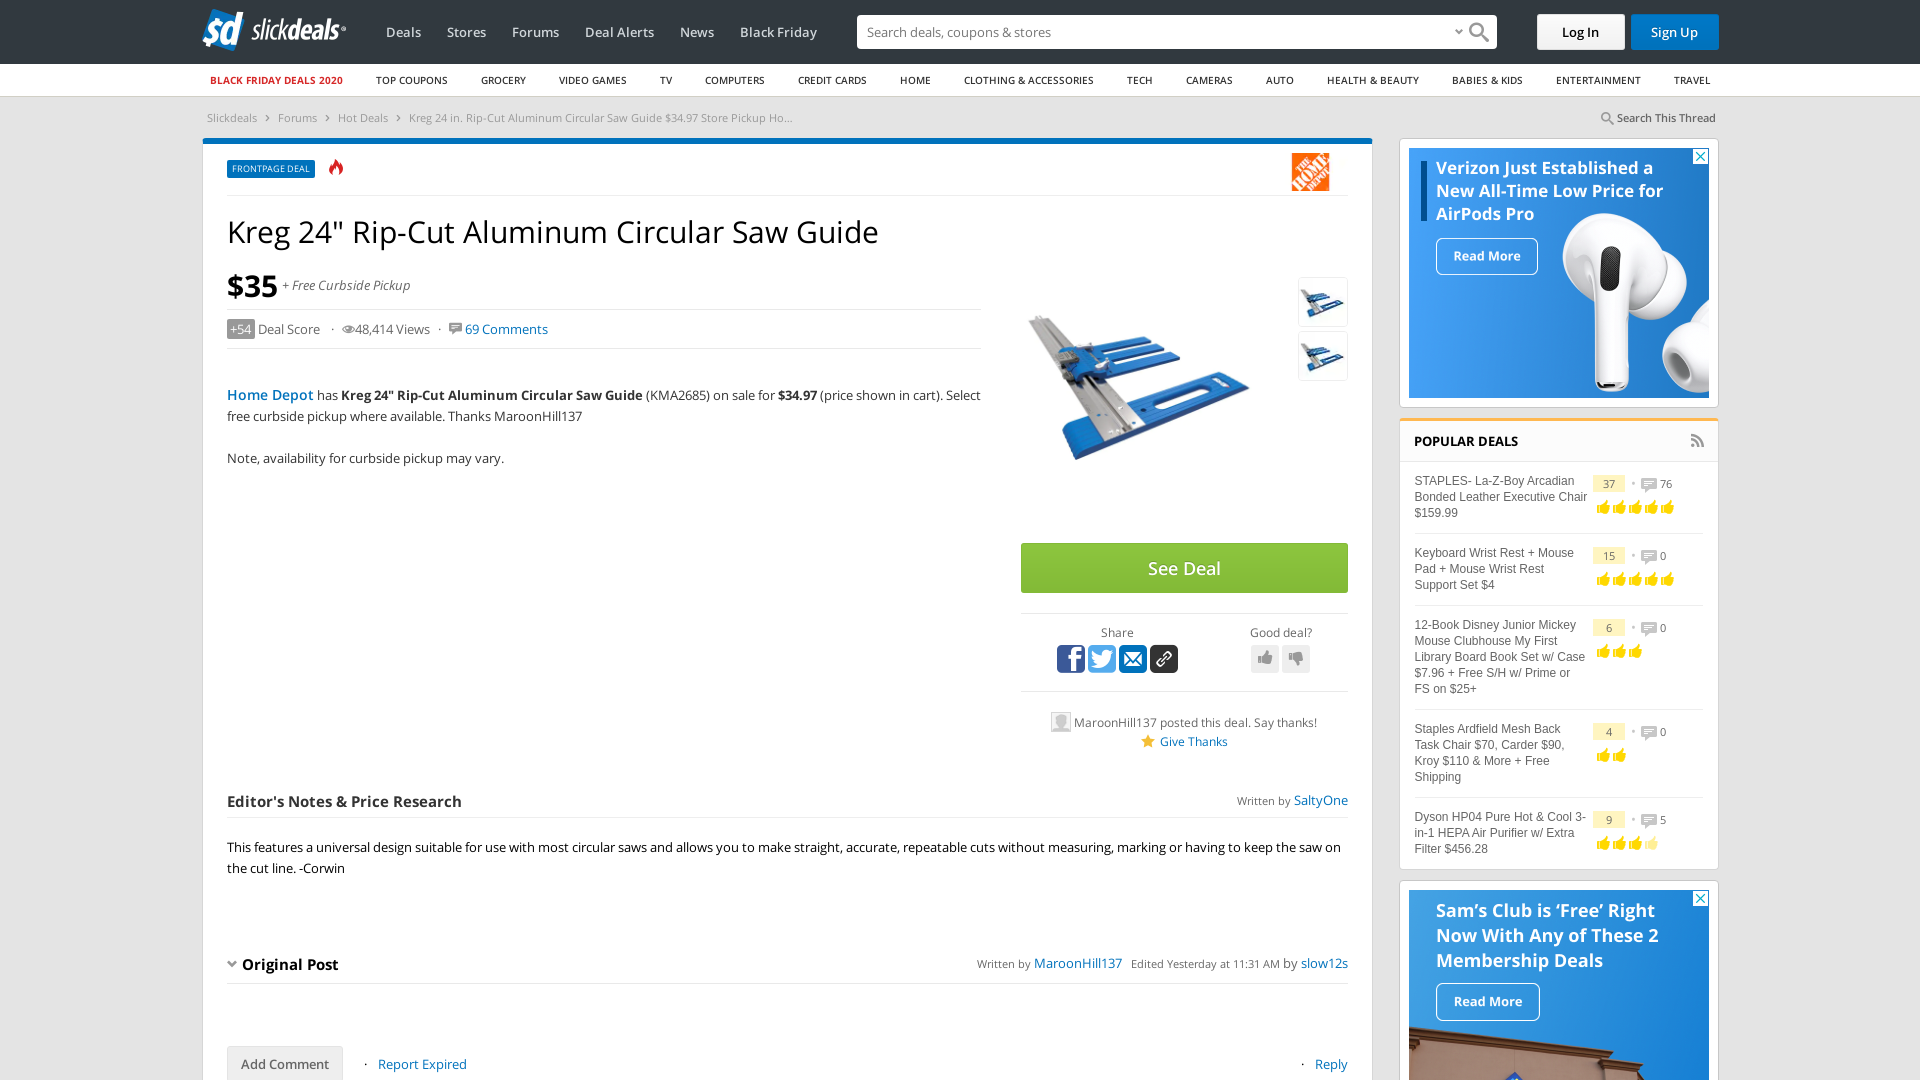 sd slickdeals®
Deals Stores Forums Deal Alerts News Black Friday
Search deals, coupons & stores
Log In Sign Up
BLACK FRIDAY DEALS 2020 TOP COUPONS GROCERY VIDEO GAMES TV COMPUTERS CREDIT CARDS HOME CLOTHING & ACCESSORIES TECH CAMERAS AUTO HEALTH & BEAUTY BABIES & KIDS ENTERTAINMENT TRAVEL
Slickdeals › Forums › Hot Deals › Kreg 24 in. Rip-Cut Aluminum Circular Saw Guide $34.97 Store Pickup Ho...
Search This Thread
FRONTPAGE DEAL
THE HOME DEPOT
Kreg 24" Rip-Cut Aluminum Circular Saw Guide
$35 + Free Curbside Pickup
+54 Deal Score · 48,414 Views · 69 Comments
Home Depot has Kreg 24" Rip-Cut Aluminum Circular Saw Guide (KMA2685) on sale for $34.97 (price shown in cart). Select
free curbside pickup where available. Thanks MaroonHill137
Note, availability for curbside pickup may vary.
See Deal
Share
Good deal?
MaroonHill137 posted this deal. Say thanks!
Give Thanks
Editor's Notes & Price Research
Written by SaltyOne
This features a universal design suitable for use with most circular saws and allows you to make straight, accurate, repeatable cuts without measuring, marking or having to keep the saw on
the cut line. -Corwin
Original Post
Written by MaroonHill137 Edited Yesterday at 11:31 AM by slow12s
Add Comment · Report Expired
· Reply
Verizon Just Established a
New All-Time Low Price for
AirPods Pro
Read More
POPULAR DEALS
STAPLES- La-Z-Boy Arcadian
Bonded Leather Executive Chair
$159.99
37 • 76
Keyboard Wrist Rest + Mouse
Pad + Mouse Wrist Rest
Support Set $4
15 • 0
12-Book Disney Junior Mickey
Mouse Clubhouse My First
Library Board Book Set w/ Case
$7.96 + Free S/H w/ Prime or
FS on $25+
6 • 0
Staples Ardfield Mesh Back
Task Chair $70, Carder $90,
Kroy $110 & More + Free
Shipping
4 • 0
Dyson HP04 Pure Hot & Cool 3-
in-1 HEPA Air Purifier w/ Extra
Filter $456.28
9 • 5
Sam's Club is 'Free' Right
Now With Any of These 2
Membership Deals
Read More